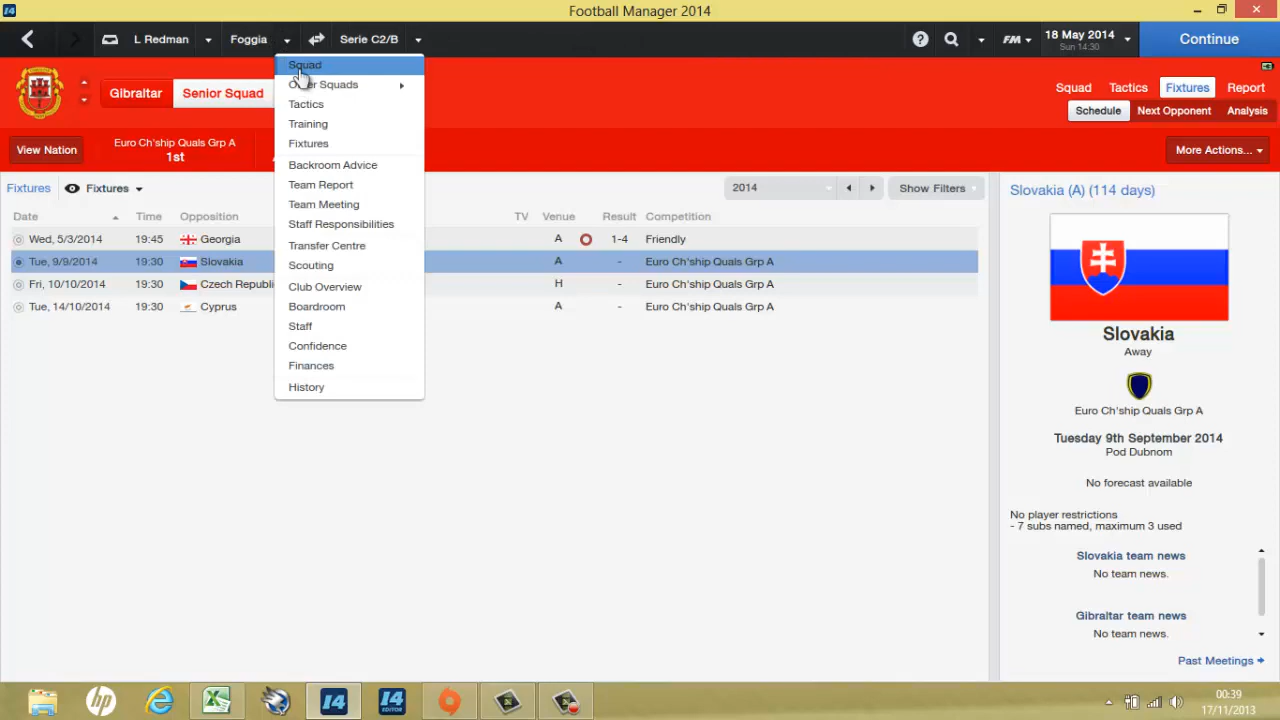 Football Manager 2014
L Redman
Foggia
Serie C2/B
FM
18 May 2014
Sun 14:30
Continue
Gibraltar
Senior Squad
Squad
Tactics
Fixtures
Report
Schedule
Next Opponent
Analysis
View Nation
Euro Ch'ship Quals Grp A
1st
More Actions...
Squad
Squads
Tactics
Training
Fixtures
Backroom Advice
Team Report
Team Meeting
Staff Responsibilities
Transfer Centre
Scouting
Club Overview
Boardroom
Staff
Confidence
Finances
History
Fixtures
Fixtures
2014
Show Filters
Date Time Opposition TV Venue Result Competition
Wed, 5/3/2014 19:45 Georgia A 1-4 Friendly
Tue, 9/9/2014 19:30 Slovakia A - Euro Ch'ship Quals Grp A
Fri, 10/10/2014 19:30 Czech Republi H - Euro Ch'ship Quals Grp A
Tue, 14/10/2014 19:30 Cyprus A - Euro Ch'ship Quals Grp A
Slovakia (A) (114 days)
Slovakia
Away
Euro Ch'ship Quals Grp A
Tuesday 9th September 2014
Pod Dubnom
No forecast available
No player restrictions
- 7 subs named, maximum 3 used
Slovakia team news
No team news.
Gibraltar team news
No team news.
Past Meetings
hp
14
14
EDITOR
00:39
17/11/2013